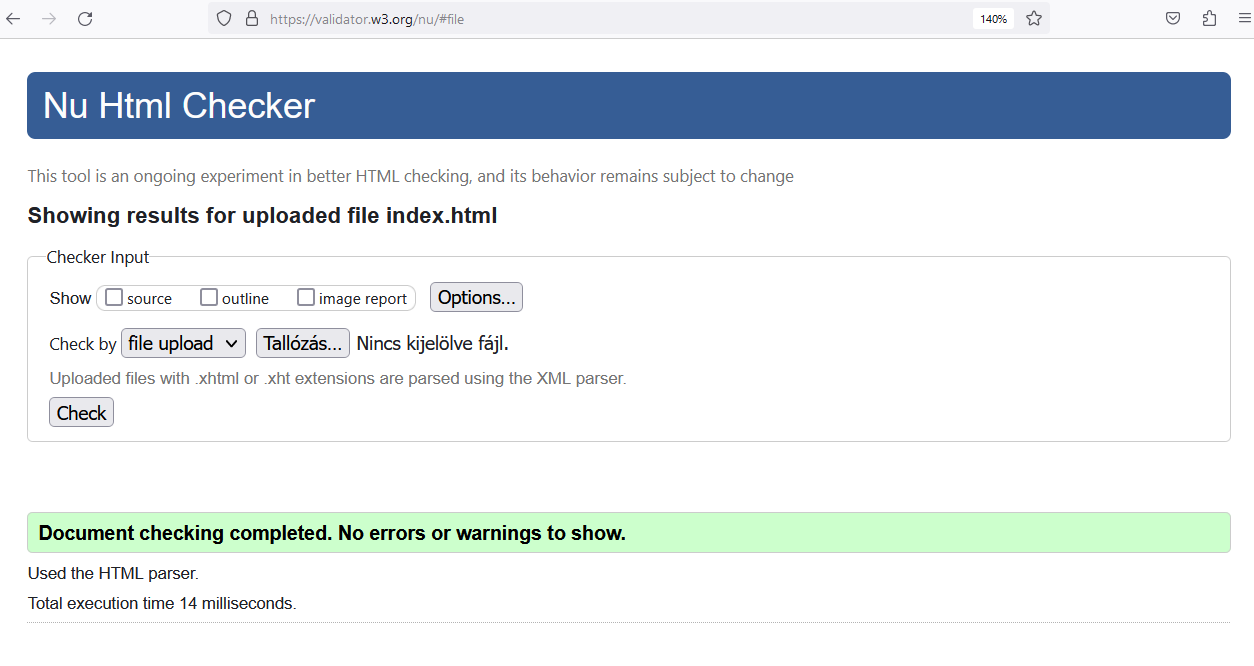 https://validator.w3.org/nu/#file 140%
Nu Html Checker
This tool is an ongoing experiment in better HTML checking, and its behavior remains subject to change
Showing results for uploaded file index.html
Checker Input
Show source outline image report Options...
Check by file upload Tallózás... Nincs kijelölve fájl.
Uploaded files with .xhtml or .xht extensions are parsed using the XML parser.
Check
Document checking completed. No errors or warnings to show.
Used the HTML parser.
Total execution time 14 milliseconds.